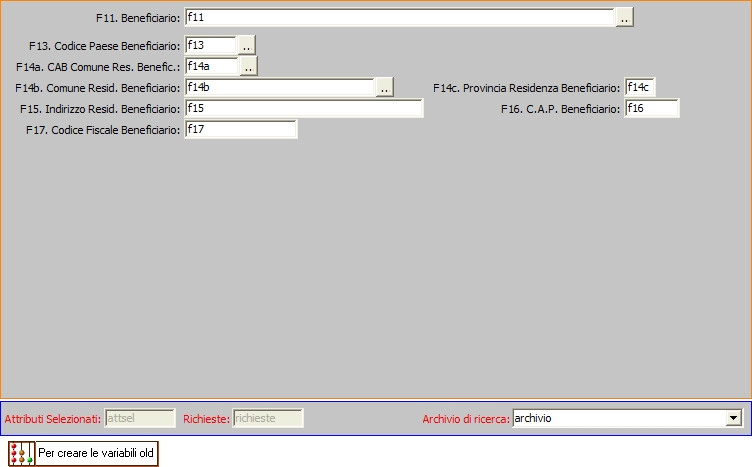 F11. Beneficiario: f11 ..
F13. Codice Paese Beneficiario: f13 ..
F14a. CAB Comune Res. Benefic.: f14a ..
F14b. Comune Resid. Beneficiario: f14b .. F14c. Provincia Residenza Beneficiario: f14c
F15. Indirizzo Resid. Beneficiario: f15 F16. C.A.P. Beneficiario: f16
F17. Codice Fiscale Beneficiario: f17
Attributi Selezionati: attsel Richieste: richieste Archivio di ricerca: archivio
Per creare le variabili old